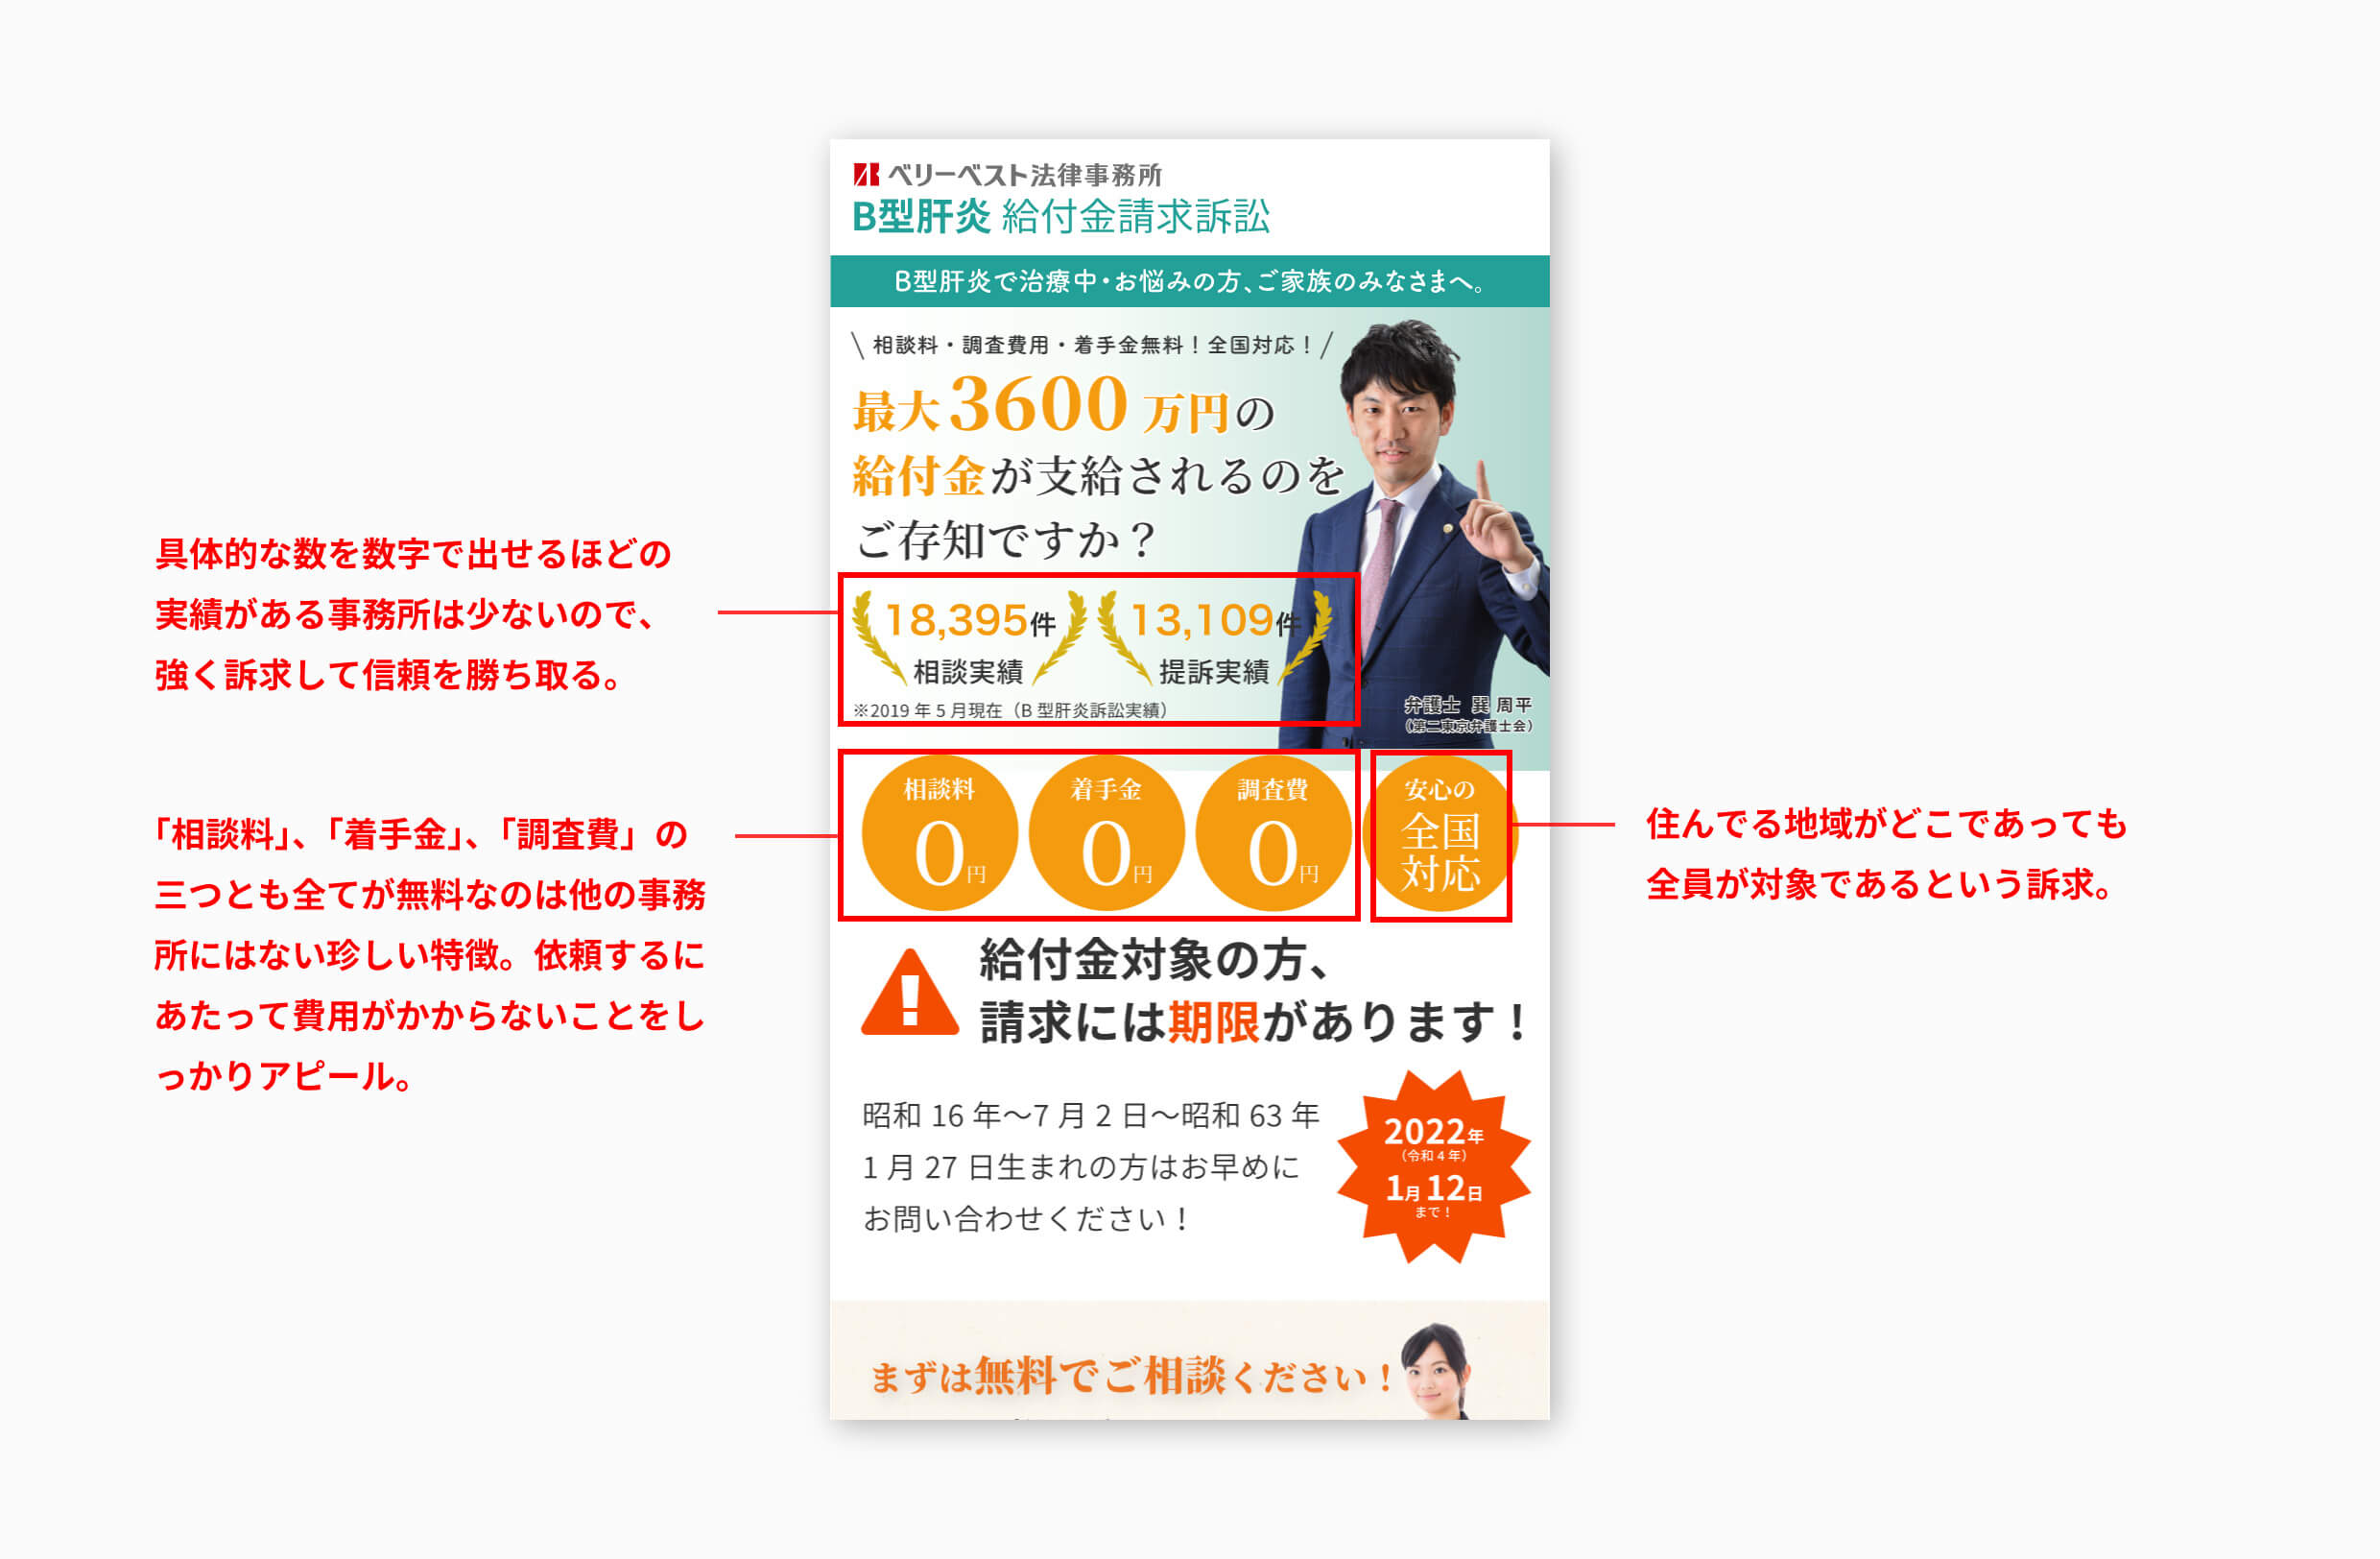 ベリーベスト法律事務所
B型肝炎 給付金請求訴訟
B型肝炎で治療中・お悩みの方、ご家族のみなさまへ。
相談料・調査費用・着手金無料！全国対応！
最大3600万円の
給付金が支給されるのを
ご存知ですか？
18,395件 13,109件
相談実績 提訴実績
※2019年5月現在（B型肝炎訴訟実績）
弁護士 巽 周平
（第二東京弁護士会）
相談料 着手金 調査費 安心の
0円 0円 0円 全国
対応
給付金対象の方、
請求には期限があります！
昭和16年〜7月2日〜昭和63年
1月27日生まれの方はお早めに
お問い合わせください！
2022年
（令和4年）
1月12日
まで！
まずは無料でご相談ください！
具体的な数を数字で出せるほどの
実績がある事務所は少ないので、
強く訴求して信頼を勝ち取る。
「相談料」、「着手金」、「調査費」の
三つとも全てが無料なのは他の事務
所にはない珍しい特徴。依頼するに
あたって費用がかからないことをし
っかりアピール。
住んでる地域がどこであっても
全員が対象であるという訴求。